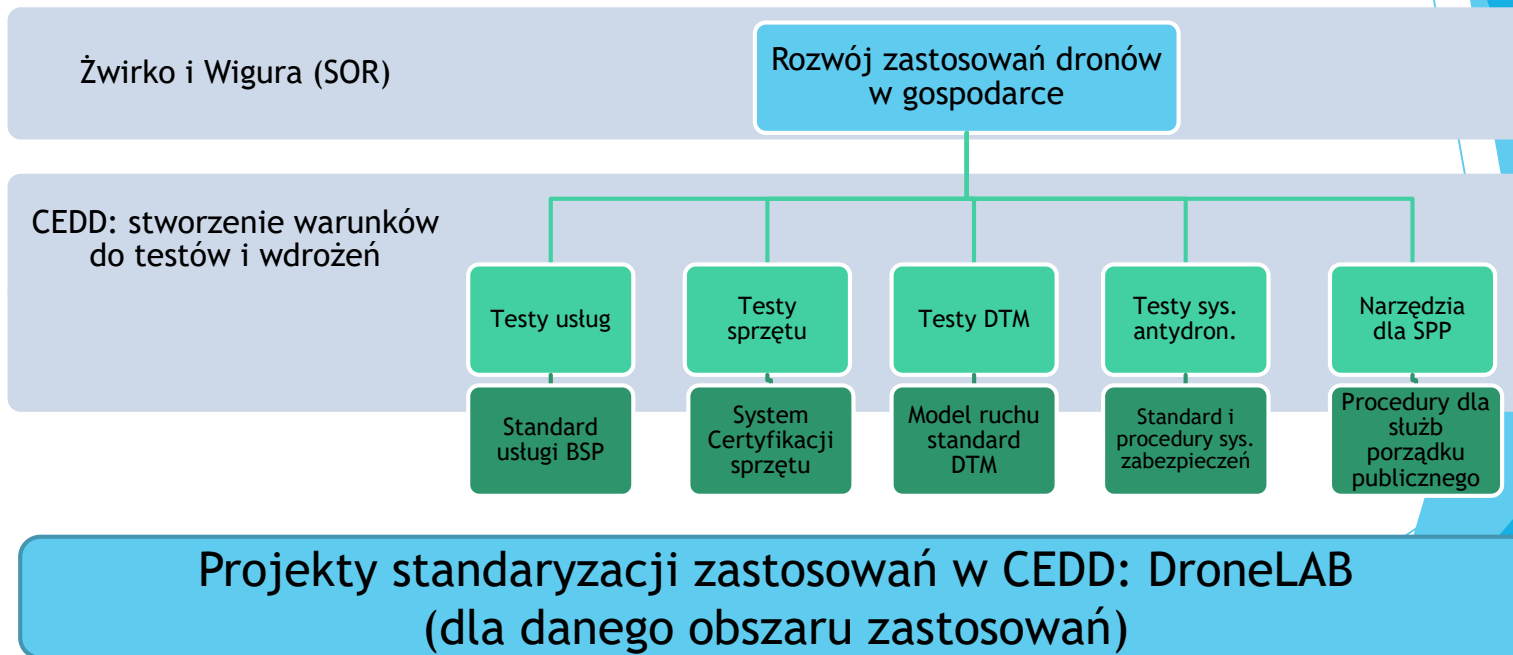 Żwirko i Wigura (SOR)
Rozwój zastosowań dronów
w gospodarce
CEDD: stworzenie warunków
do testów i wdrożeń
Testy usług
Testy
sprzętu
Testy DTM
Testy sys.
antydron.
Narzędzia
dla SPP
Standard
usługi BSP
System
Certyfikacji
sprzętu
Model ruchu
standard
DTM
Standard i
procedury sys.
zabezpieczeń
Procedury dla
służb
porządku
publicznego
Projekty standaryzacji zastosowań w CEDD: DroneLAB
(dla danego obszaru zastosowań)